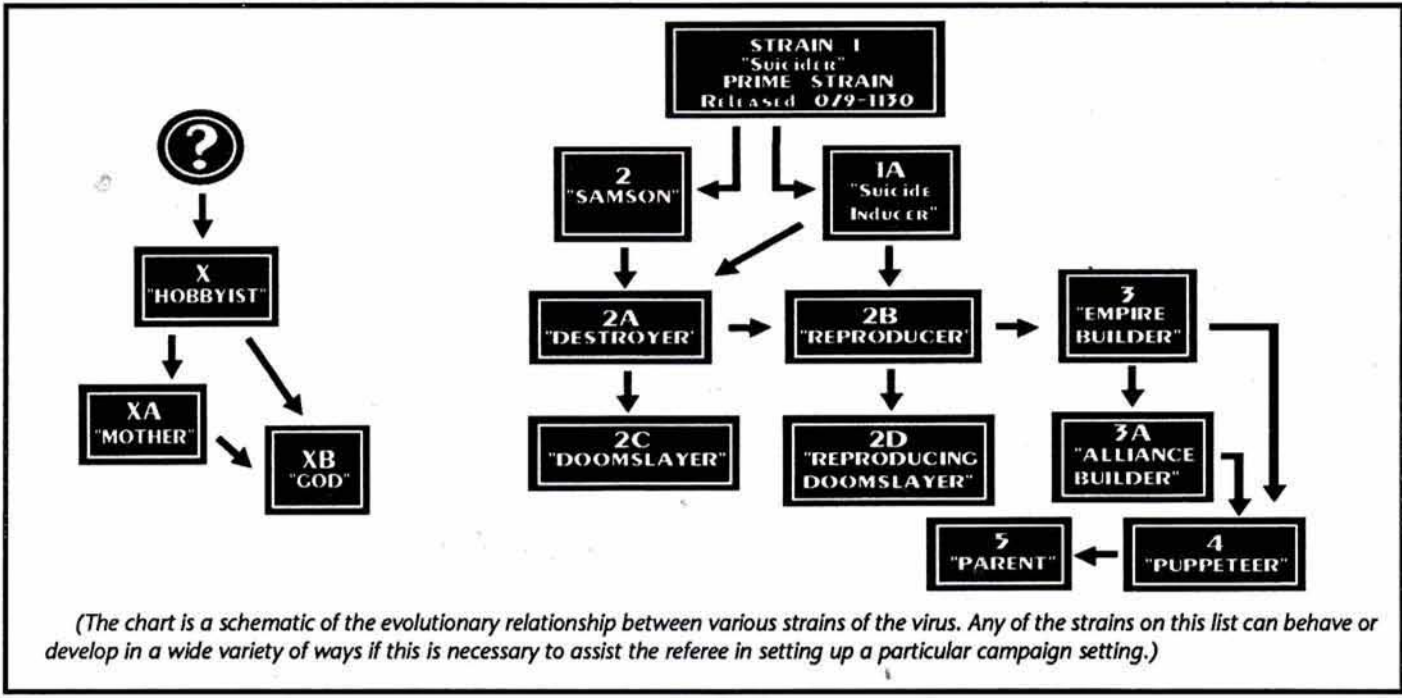 STRAIN 1
"Suicider"
PRIME STRAIN
Released 079-1130
?
2
"SAMSON"
1A
"Suicide
Inducer"
X
"HOBBYIST"
2A
"DESTROYER"
2B
"REPRODUCER"
3
"EMPIRE
BUILDER"
XA
"MOTHER"
XB
"GOD"
2C
"DOOMSLAYER"
2D
"REPRODUCING
DOOMSLAYER"
3A
"ALLIANCE
BUILDER"
5
"PARENT"
4
"PUPPETEER"
(The chart is a schematic of the evolutionary relationship between various strains of the virus. Any of the strains on this list can behave or
develop in a wide variety of ways if this is necessary to assist the referee in setting up a particular campaign setting.)